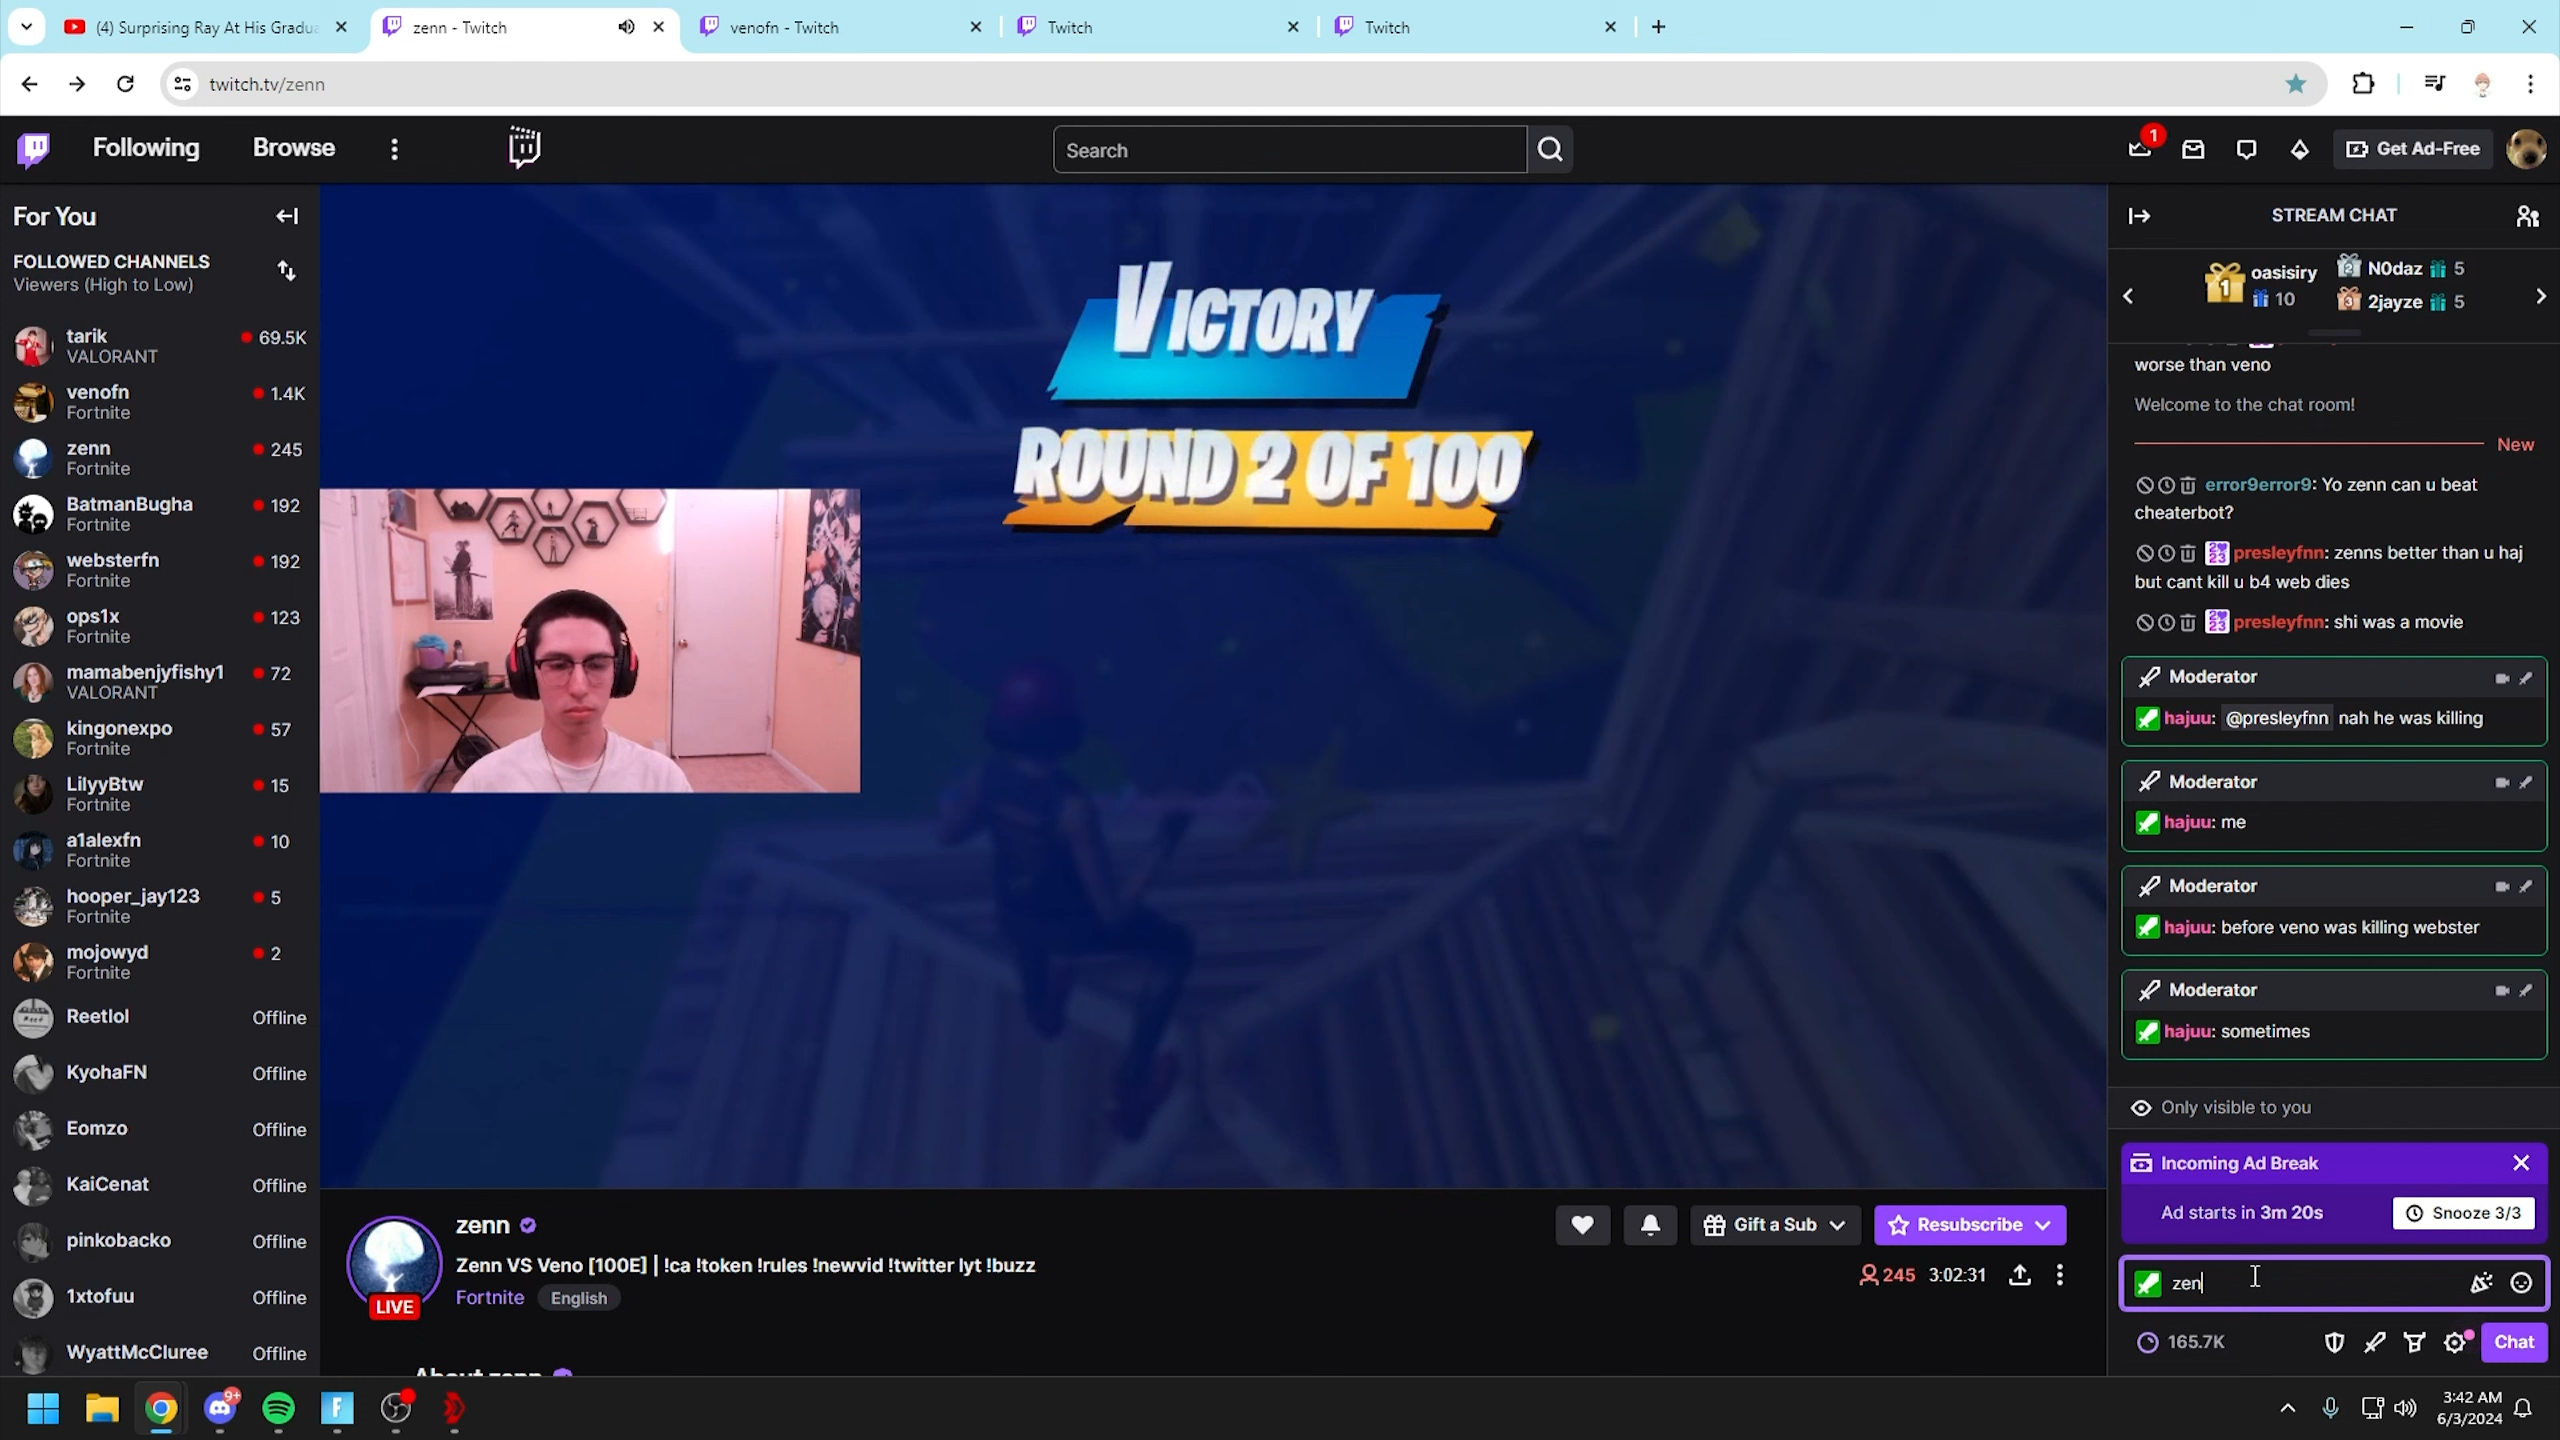 (4) Surprising Ray At His Gradu
zenn - Twitch
venofn - Twitch
Twitch
Twitch
twitch.tv/zenn
Following
Browse
Search
1
Get Ad-Free
For You
FOLLOWED CHANNELS
Viewers (High to Low)
tarik 69.5K
VALORANT
venofn 1.4K
Fortnite
zenn 245
Fortnite
BatmanBugha 192
Fortnite
websterfn 192
Fortnite
ops1x 123
Fortnite
mamabenjyfishy1 72
VALORANT
kingonexpo 57
Fortnite
LilyyBtw 15
Fortnite
a1alexfn 10
Fortnite
hooper_jay123 5
Fortnite
mojowyd 2
Fortnite
Reetlol Offline
KyohaFN Offline
Eomzo Offline
KaiCenat Offline
pinkobacko Offline
1xtofuu Offline
WyattMcCluree Offline
VICTORY
ROUND 2 OF 100
LIVE
zenn
Zenn VS Veno [100E] | !ca !token !rules !newvid !twitter lyt !buzz
Fortnite English
Gift a Sub
Resubscribe
245 3:02:31
About zenn
STREAM CHAT
1 oasisiry 10
2 N0daz 5
3 2jayze 5
worse than veno
Welcome to the chat room!
New
error9error9: Yo zenn can u beat
cheaterbot?
presleyfnn: zenns better than u haj
but cant kill u b4 web dies
presleyfnn: shi was a movie
Moderator
hajuu: @presleyfnn nah he was killing
Moderator
hajuu: me
Moderator
hajuu: before veno was killing webster
Moderator
hajuu: sometimes
Only visible to you
Incoming Ad Break
Ad starts in 3m 20s
Snooze 3/3
zen
165.7K
Chat
9+
3:42 AM
6/3/2024